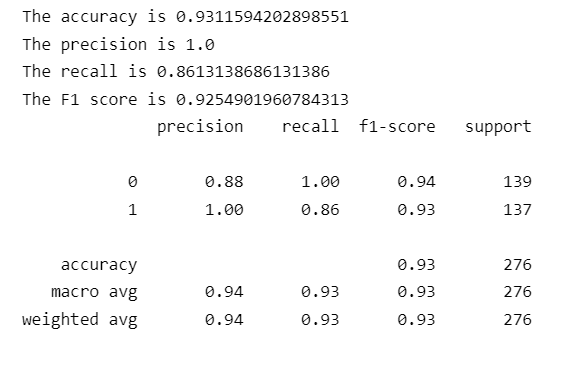 The accuracy is 0.9311594202898551
The precision is 1.0
The recall is 0.8613138686131386
The F1 score is 0.9254901960784313
precision recall f1-score support
0 0.88 1.00 0.94 139
1 1.00 0.86 0.93 137
accuracy 0.93 276
macro avg 0.94 0.93 0.93 276
weighted avg 0.94 0.93 0.93 276